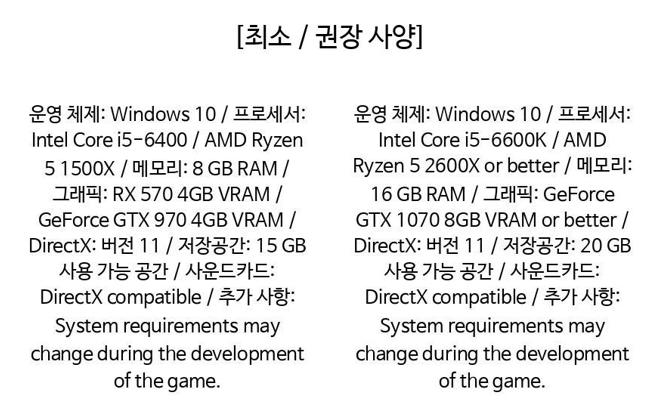 [최소 / 권장 사양]
운영 체제: Windows 10 / 프로세서:
Intel Core i5-6400 / AMD Ryzen
5 1500X / 메모리: 8 GB RAM /
그래픽: RX 570 4GB VRAM /
GeForce GTX 970 4GB VRAM /
DirectX: 버전 11 / 저장공간: 15 GB
사용 가능 공간 / 사운드카드:
DirectX compatible / 추가 사항:
System requirements may
change during the development
of the game.
운영 체제: Windows 10 / 프로세서:
Intel Core i5-6600K / AMD
Ryzen 5 2600X or better / 메모리:
16 GB RAM / 그래픽: GeForce
GTX 1070 8GB VRAM or better /
DirectX: 버전 11 / 저장공간: 20 GB
사용 가능 공간 / 사운드카드:
DirectX compatible / 추가 사항:
System requirements may
change during the development
of the game.